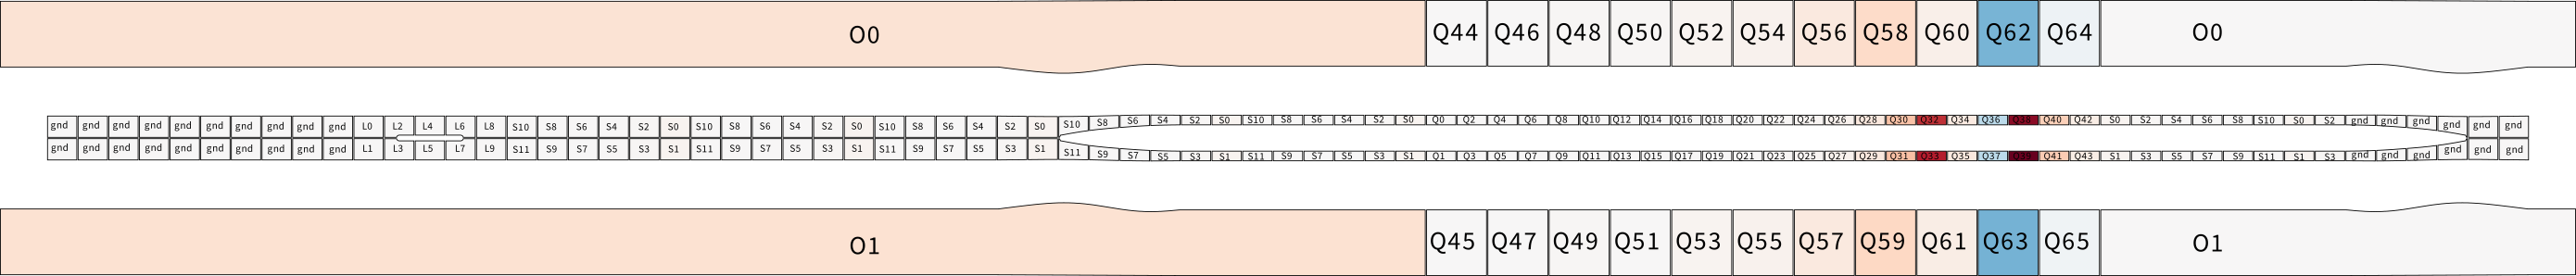 O0 Q44 Q46 Q48 Q50 Q52 Q54 Q56 Q58 Q60 Q62 Q64 O0
gnd gnd gnd gnd gnd gnd gnd gnd gnd gnd L0 L2 L4 L6 L8 S10 S8 S6 S4 S2 S0 S10 S8 S6 S4 S2 S0 S10 S8 S6 S4 S2 S0 S10 S8 S6 S4 S2 S0 S10 S8 S6 S4 S2 S0 Q0 Q2 Q4 Q6 Q8 Q10 Q12 Q14 Q16 Q18 Q20 Q22 Q24 Q26 Q28 Q30 Q32 Q34 Q36 Q38 Q40 Q42 S0 S2 S4 S6 S8 S10 S0 S2 gnd gnd gnd gnd gnd gnd
gnd gnd gnd gnd gnd gnd gnd gnd gnd gnd L1 L3 L5 L7 L9 S11 S9 S7 S5 S3 S1 S11 S9 S7 S5 S3 S1 S11 S9 S7 S5 S3 S1 S11 S9 S7 S5 S3 S1 S11 S9 S7 S5 S3 S1 Q1 Q3 Q5 Q7 Q9 Q11 Q13 Q15 Q17 Q19 Q21 Q23 Q25 Q27 Q29 Q31 Q33 Q35 Q37 Q39 Q41 Q43 S1 S3 S5 S7 S9 S11 S1 S3 gnd gnd gnd gnd gnd gnd
O1 Q45 Q47 Q49 Q51 Q53 Q55 Q57 Q59 Q61 Q63 Q65 O1